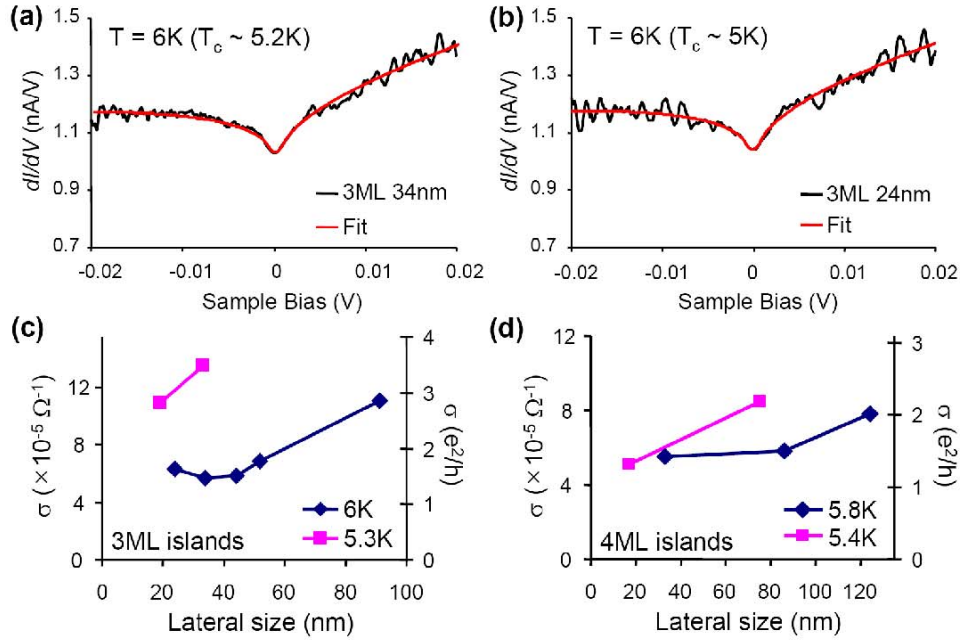 (a)
T = 6K (Tc ~ 5.2K)
dI/dV (nA/V)
1.5
1.3
1.1
0.9
0.7
3ML 34nm
Fit
-0.02 -0.01 0 0.01 0.02
Sample Bias (V)
(b)
T = 6K (Tc ~ 5K)
dI/dV (nA/V)
1.5
1.3
1.1
0.9
0.7
3ML 24nm
Fit
-0.02 -0.01 0 0.01 0.02
Sample Bias (V)
(c)
σ (×10⁻⁵ Ω⁻¹)
12
8
4
0
4
3
2
1
0
σ (e²/h)
6K
5.3K
3ML islands
0 20 40 60 80 100
Lateral size (nm)
(d)
σ (×10⁻⁵ Ω⁻¹)
12
8
4
0
3
2
1
0
σ (e²/h)
5.8K
5.4K
4ML islands
0 20 40 60 80 100 120
Lateral size (nm)